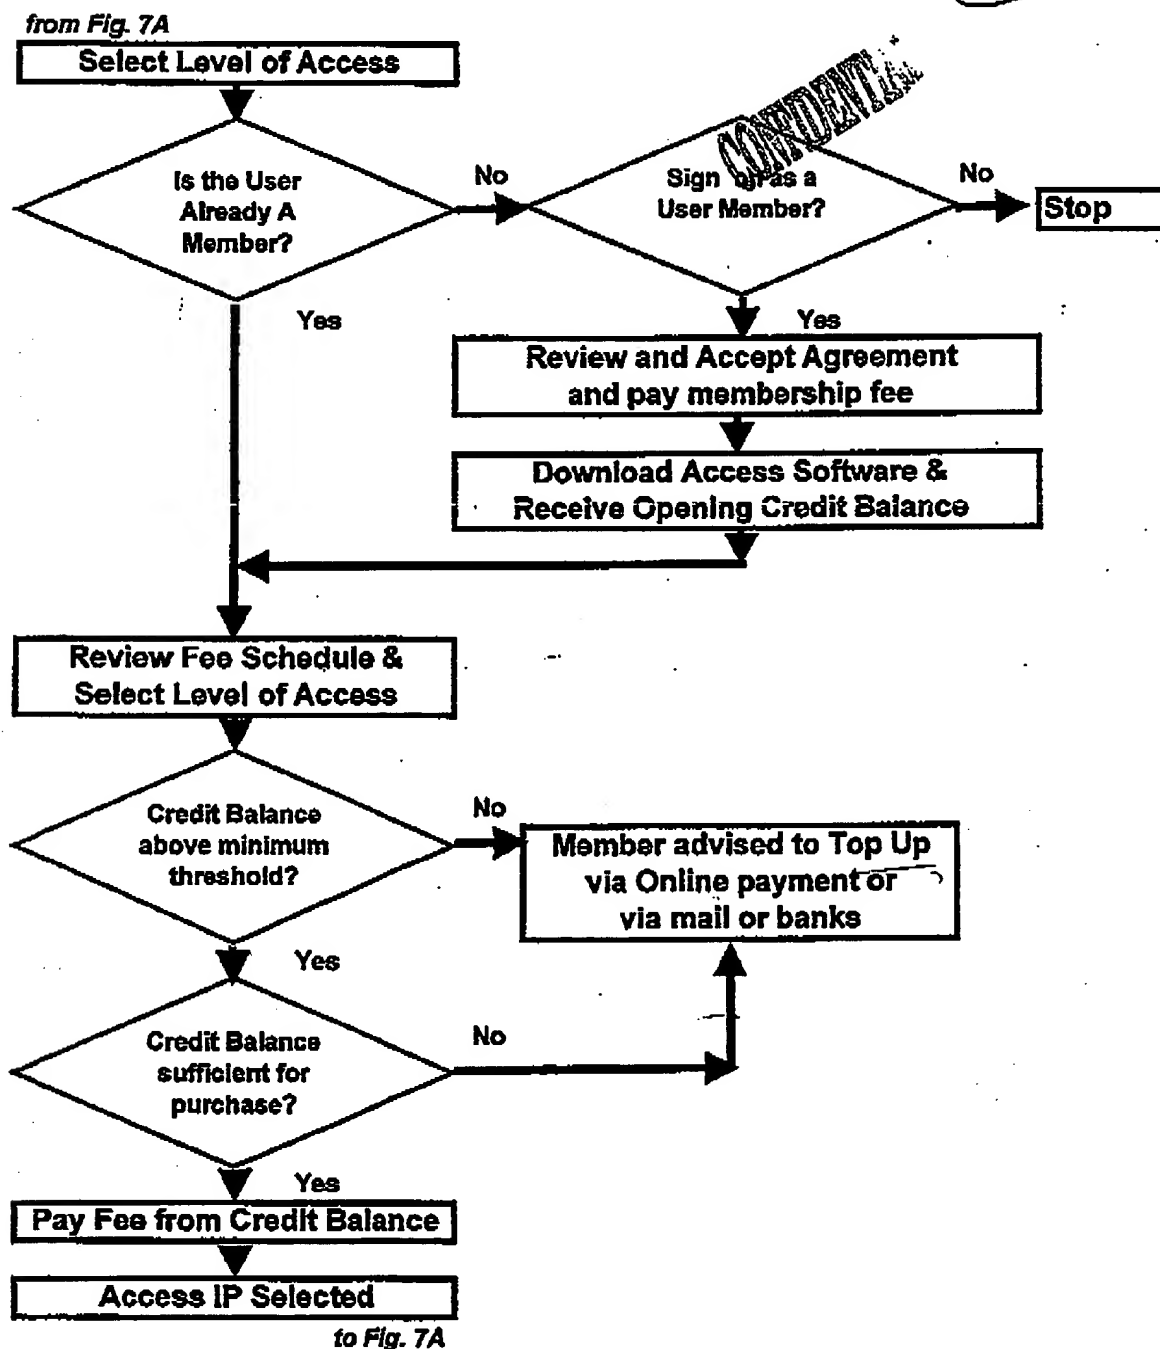 from Fig. 7A
Select Level of Access
CONFIDENTIAL
Is the User
Already A
Member?
No
Sign on as a
User Member?
No
Stop
Yes
Yes
Review and Accept Agreement
and pay membership fee
Download Access Software &
Receive Opening Credit Balance
Review Fee Schedule &
Select Level of Access
Credit Balance
above minimum
threshold?
No
Member advised to Top Up
via Online payment or
via mail or banks
Yes
Credit Balance
sufficient for
purchase?
No
Yes
Pay Fee from Credit Balance
Access IP Selected
to Fig. 7A